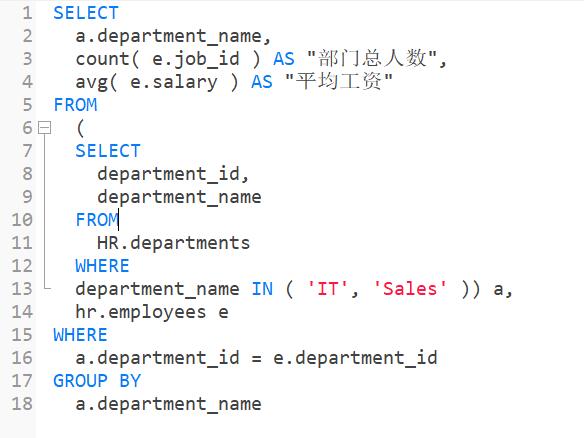 1 SELECT
2 a.department_name,
3 count( e.job_id ) AS "部门总人数",
4 avg( e.salary ) AS "平均工资"
5 FROM
6 (
7 SELECT
8 department_id,
9 department_name
10 FROM
11 HR.departments
12 WHERE
13 department_name IN ( 'IT', 'Sales' )) a,
14 hr.employees e
15 WHERE
16 a.department_id = e.department_id
17 GROUP BY
18 a.department_name